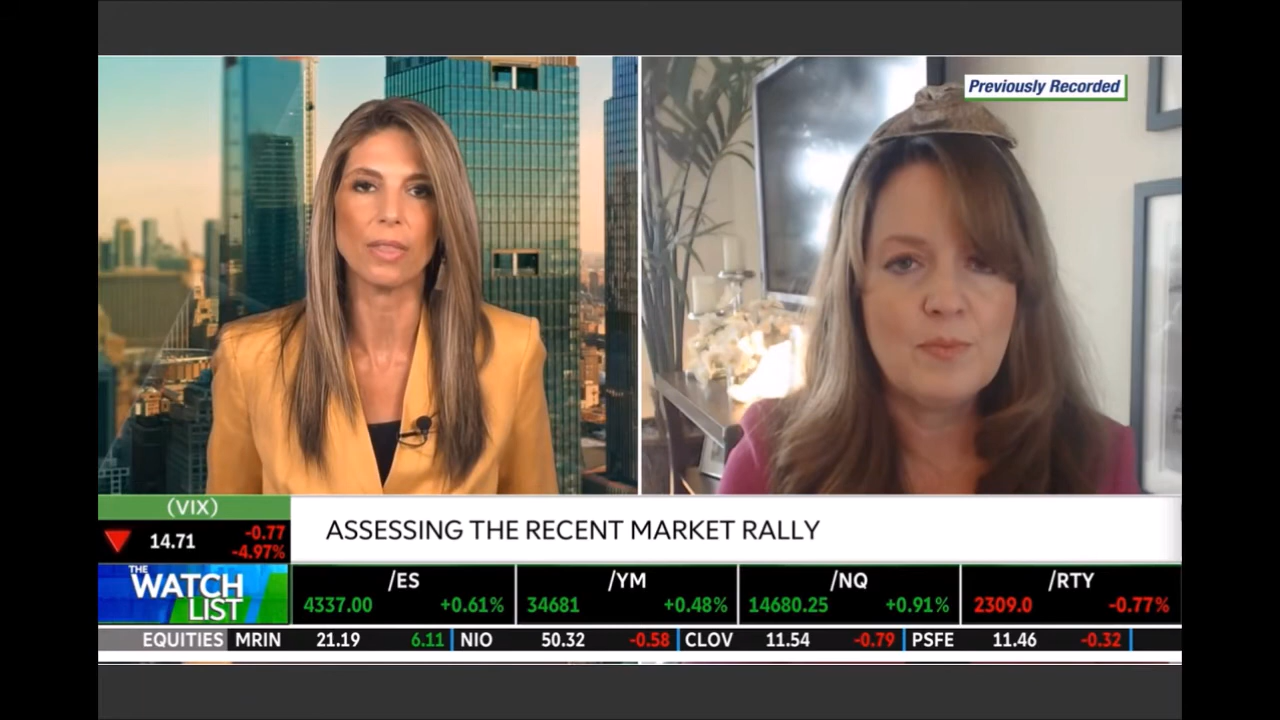 Previously Recorded
(VIX)
14.71
-0.77
-4.97%
ASSESSING THE RECENT MARKET RALLY
THE
WATCH
LIST
/ES
4337.00 +0.61%
/YM
34681 +0.48%
/NQ
14680.25 +0.91%
/RTY
2309.0 -0.77%
EQUITIES MRIN 21.19 6.11 NIO 50.32 -0.58 CLOV 11.54 -0.79 PSFE 11.46 -0.32